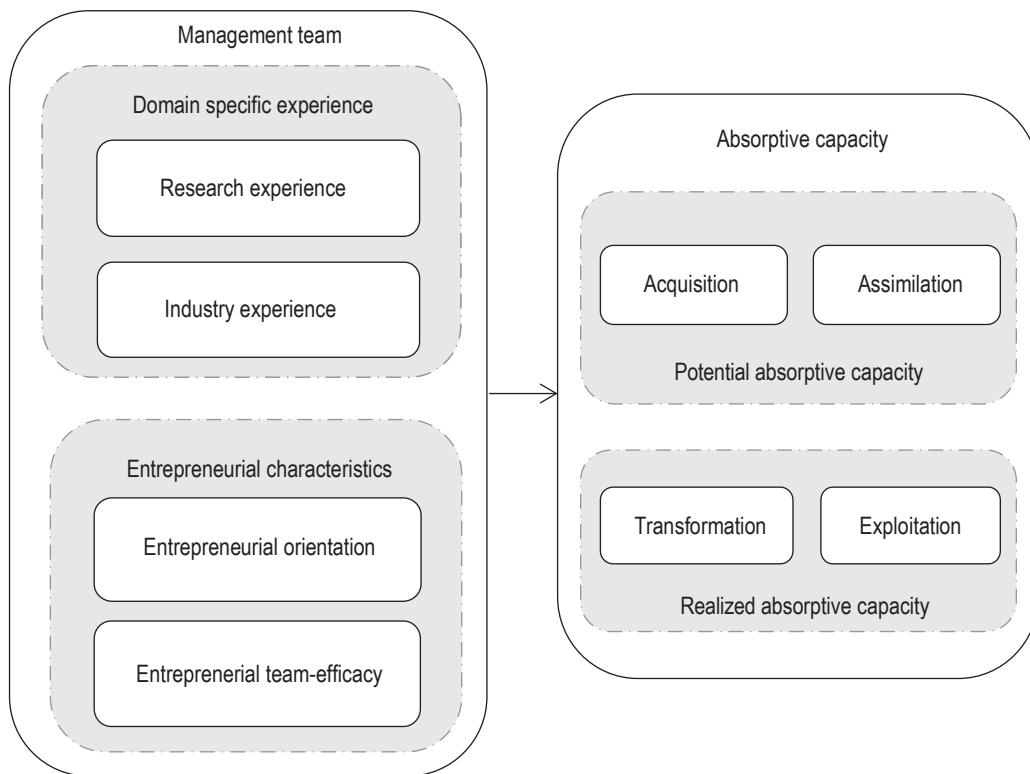 Management team
Domain specific experience
Research experience
Industry experience
Entrepreneurial characteristics
Entrepreneurial orientation
Entreprenerial team-efficacy
Absorptive capacity
Acquisition
Assimilation
Potential absorptive capacity
Transformation
Exploitation
Realized absorptive capacity